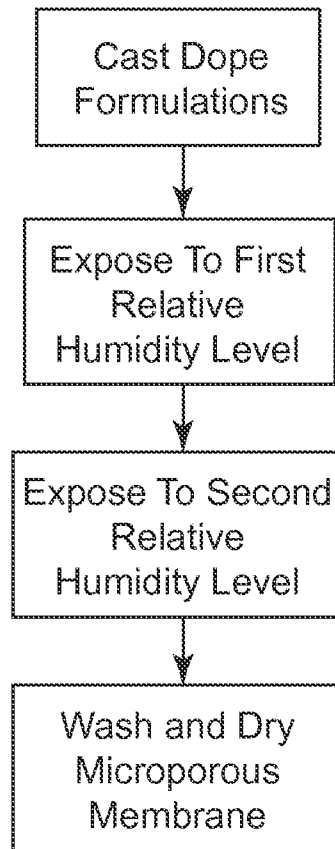 Cast Dope
Formulations
Expose To First
Relative
Humidity Level
Expose To Second
Relative
Humidity Level
Wash and Dry
Microporous
Membrane